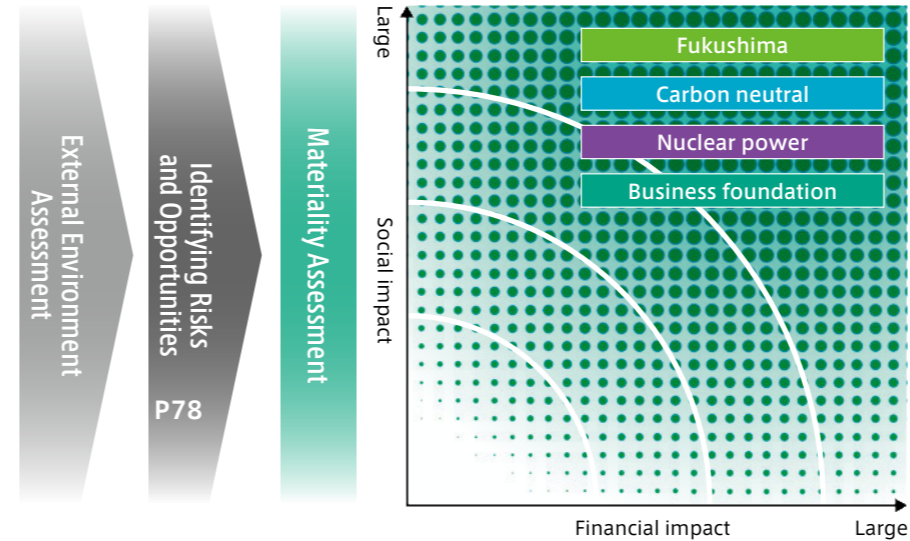 External Environment
Assessment
Identifying Risks
and Opportunities
P78
Materiality Assessment
Large
Social impact
Fukushima
Carbon neutral
Nuclear power
Business foundation
Financial impact
Large